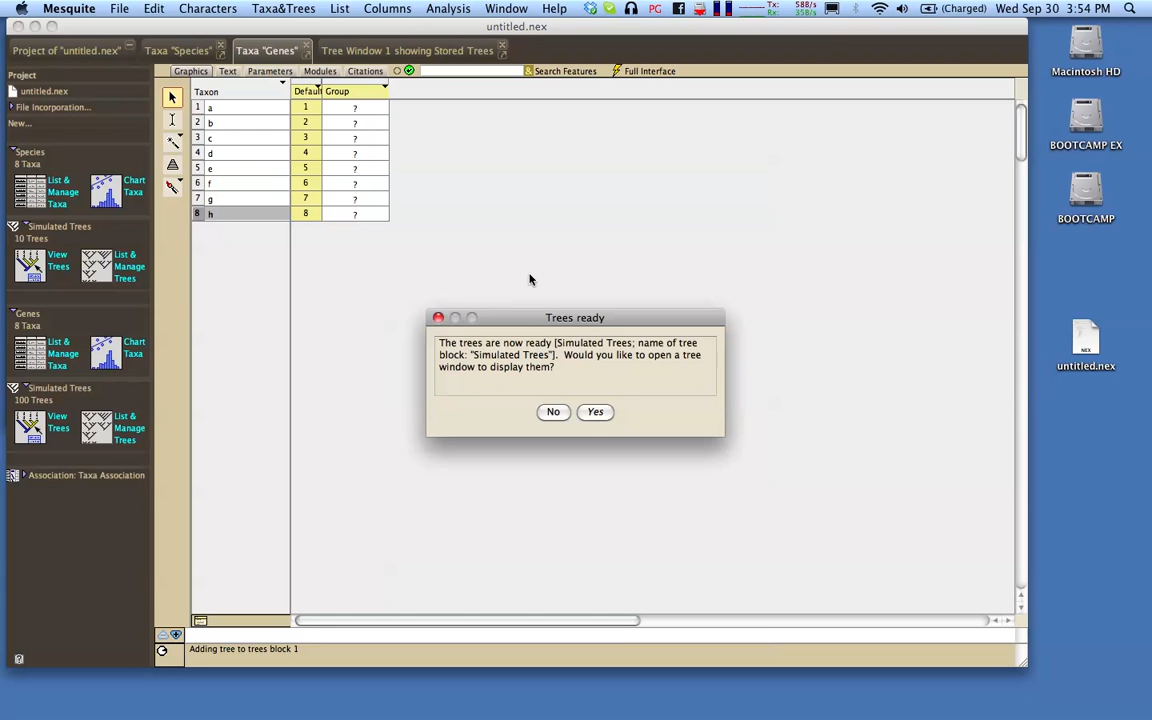 Mesquite File Edit Characters Taxa&Trees List Columns Analysis Window Help PG Tx: 58B/s Rx: 35B/s (Charged) Wed Sep 30 3:54 PM
untitled.nex
Project of "untitled.nex" Taxa "Species" Taxa "Genes" Tree Window 1 showing Stored Trees
Project
untitled.nex
File Incorporation...
New...
Species
8 Taxa
List & Manage Taxa
Chart Taxa
Simulated Trees
10 Trees
View Trees
List & Manage Trees
Genes
8 Taxa
List & Manage Taxa
Chart Taxa
Simulated Trees
100 Trees
View Trees
List & Manage Trees
Association: Taxa Association
Graphics Text Parameters Modules Citations & Search Features Full Interface
Taxon Defaul Group
1 a 1 ?
2 b 2 ?
3 c 3 ?
4 d 4 ?
5 e 5 ?
6 f 6 ?
7 g 7 ?
8 h 8 ?
Trees ready
The trees are now ready [Simulated Trees; name of tree
block: "Simulated Trees"]. Would you like to open a tree
window to display them?
No Yes
Adding tree to trees block 1
?
Macintosh HD
BOOTCAMP EX
BOOTCAMP
NEX
untitled.nex